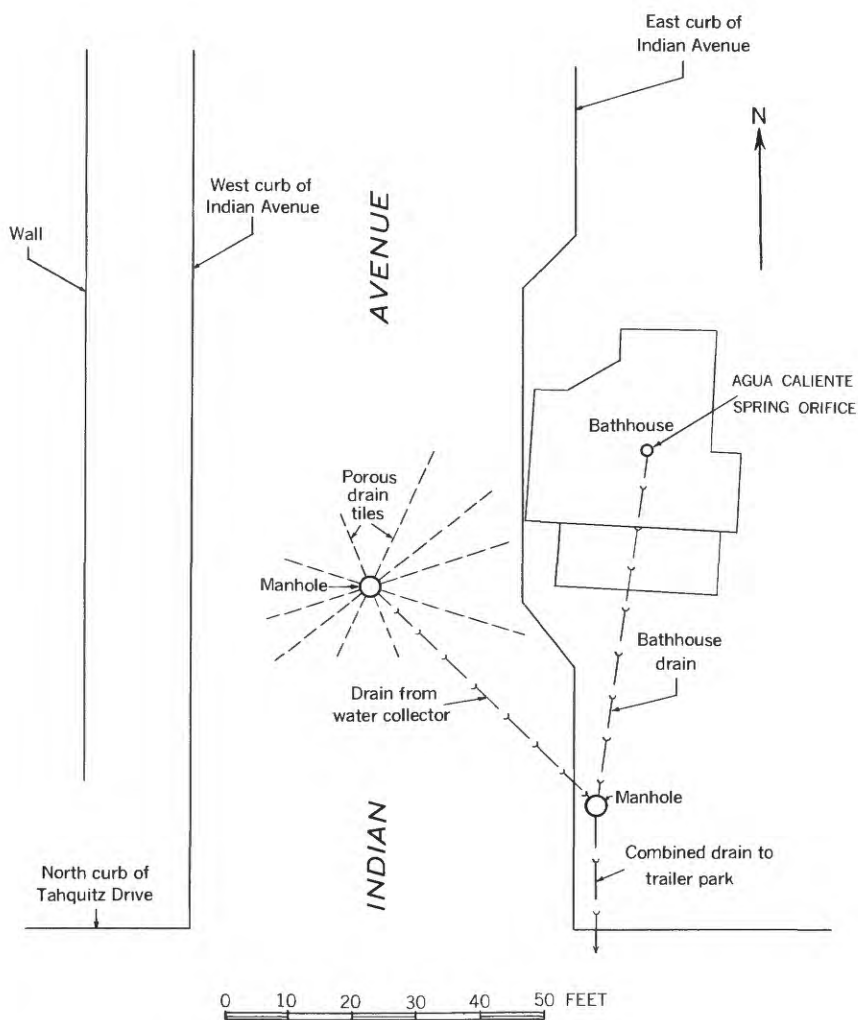 East curb of
Indian Avenue
N
West curb of
Indian Avenue
Wall
AVENUE
AGUA CALIENTE
SPRING ORIFICE
Bathhouse
Porous
drain
tiles
Manhole
Bathhouse
drain
Drain from
water collector
Manhole
INDIAN
Combined drain to
trailer park
North curb of
Tahquitz Drive
0 10 20 30 40 50 FEET